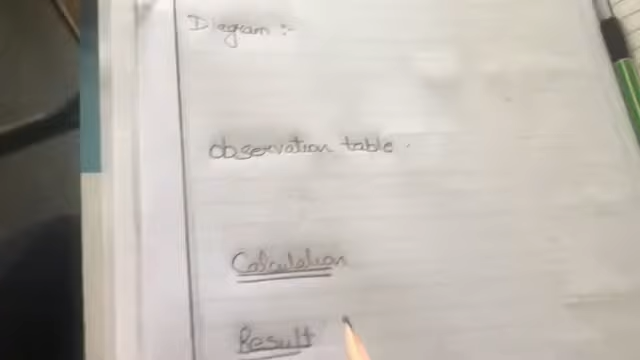 Diagram :-
observation table.
Calculation
Result